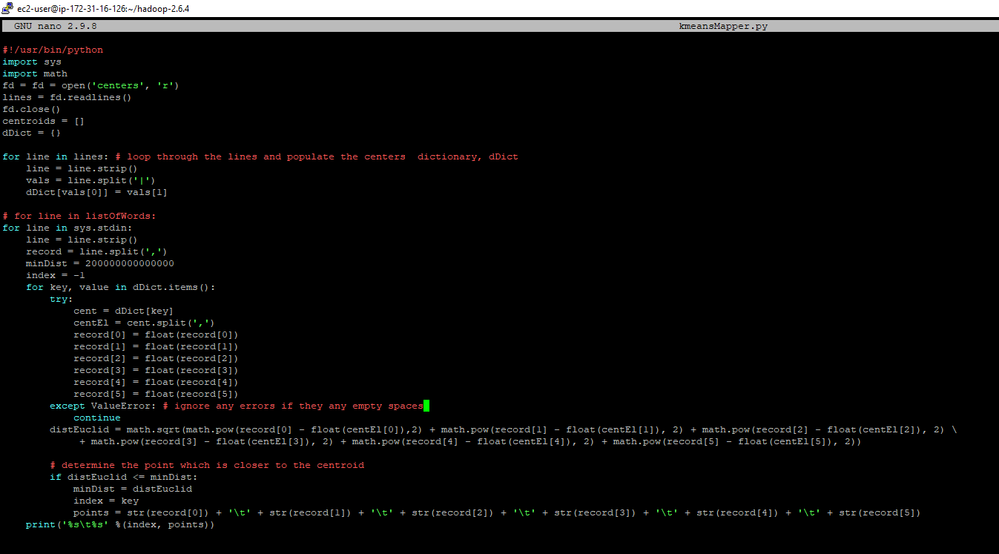 ec2-user@ip-172-31-16-126:~/hadoop-2.6.4
GNU nano 2.9.8 kmeansMapper.py
#!/usr/bin/python
import sys
import math
fd = fd = open('centers', 'r')
lines = fd.readlines()
fd.close()
centroids = []
dDict = {}
for line in lines: # loop through the lines and populate the centers  dictionary, dDict
    line = line.strip()
    vals = line.split('|')
    dDict[vals[0]] = vals[1]
# for line in listOfWords:
for line in sys.stdin:
    line = line.strip()
    record = line.split(',')
    minDist = 200000000000000
    index = -1
    for key, value in dDict.items():
        try:
            cent = dDict[key]
            centEl = cent.split(',')
            record[0] = float(record[0])
            record[1] = float(record[1])
            record[2] = float(record[2])
            record[3] = float(record[3])
            record[4] = float(record[4])
            record[5] = float(record[5])
        except ValueError: # ignore any errors if they any empty spaces
            continue
        distEuclid = math.sqrt(math.pow(record[0] - float(centEl[0]),2) + math.pow(record[1] - float(centEl[1]), 2) + math.pow(record[2] - float(centEl[2]), 2) \
             + math.pow(record[3] - float(centEl[3]), 2) + math.pow(record[4] - float(centEl[4]), 2) + math.pow(record[5] - float(centEl[5]), 2))
        # determine the point which is closer to the centroid
        if distEuclid <= minDist:
            minDist = distEuclid
            index = key
            points = str(record[0]) + '\t' + str(record[1]) + '\t' + str(record[2]) + '\t' + str(record[3]) + '\t' + str(record[4]) + '\t' + str(record[5])
    print('%s\t%s' %(index, points))